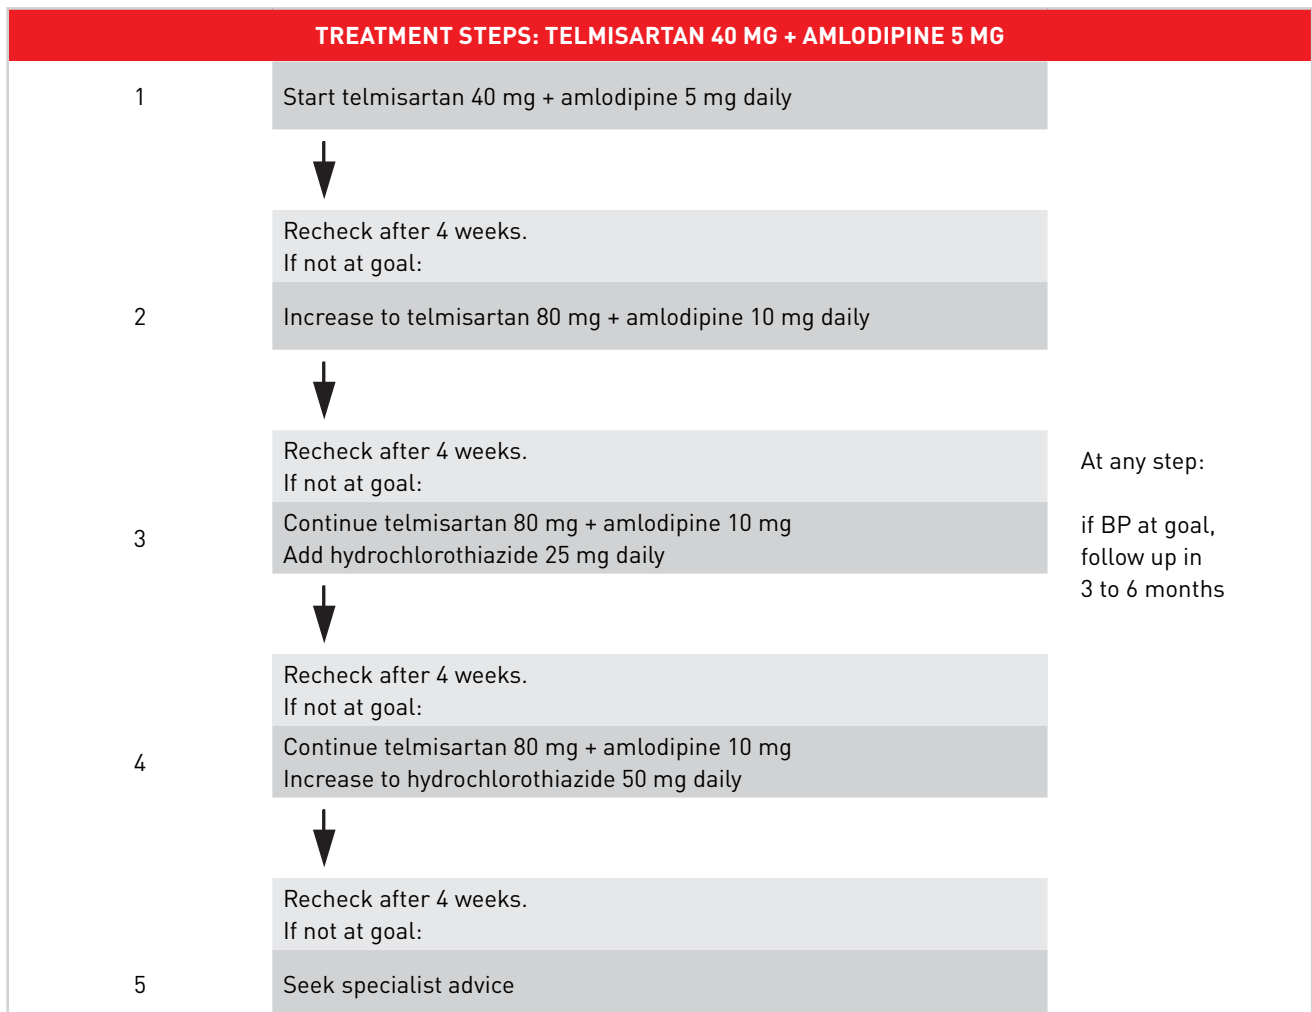 TREATMENT STEPS: TELMISARTAN 40 MG + AMLODIPINE 5 MG
1
Start telmisartan 40 mg + amlodipine 5 mg daily
Recheck after 4 weeks.
If not at goal:
2
Increase to telmisartan 80 mg + amlodipine 10 mg daily
Recheck after 4 weeks.
If not at goal:
3
Continue telmisartan 80 mg + amlodipine 10 mg
Add hydrochlorothiazide 25 mg daily
At any step:
if BP at goal,
follow up in
3 to 6 months
Recheck after 4 weeks.
If not at goal:
4
Continue telmisartan 80 mg + amlodipine 10 mg
Increase to hydrochlorothiazide 50 mg daily
Recheck after 4 weeks.
If not at goal:
5
Seek specialist advice